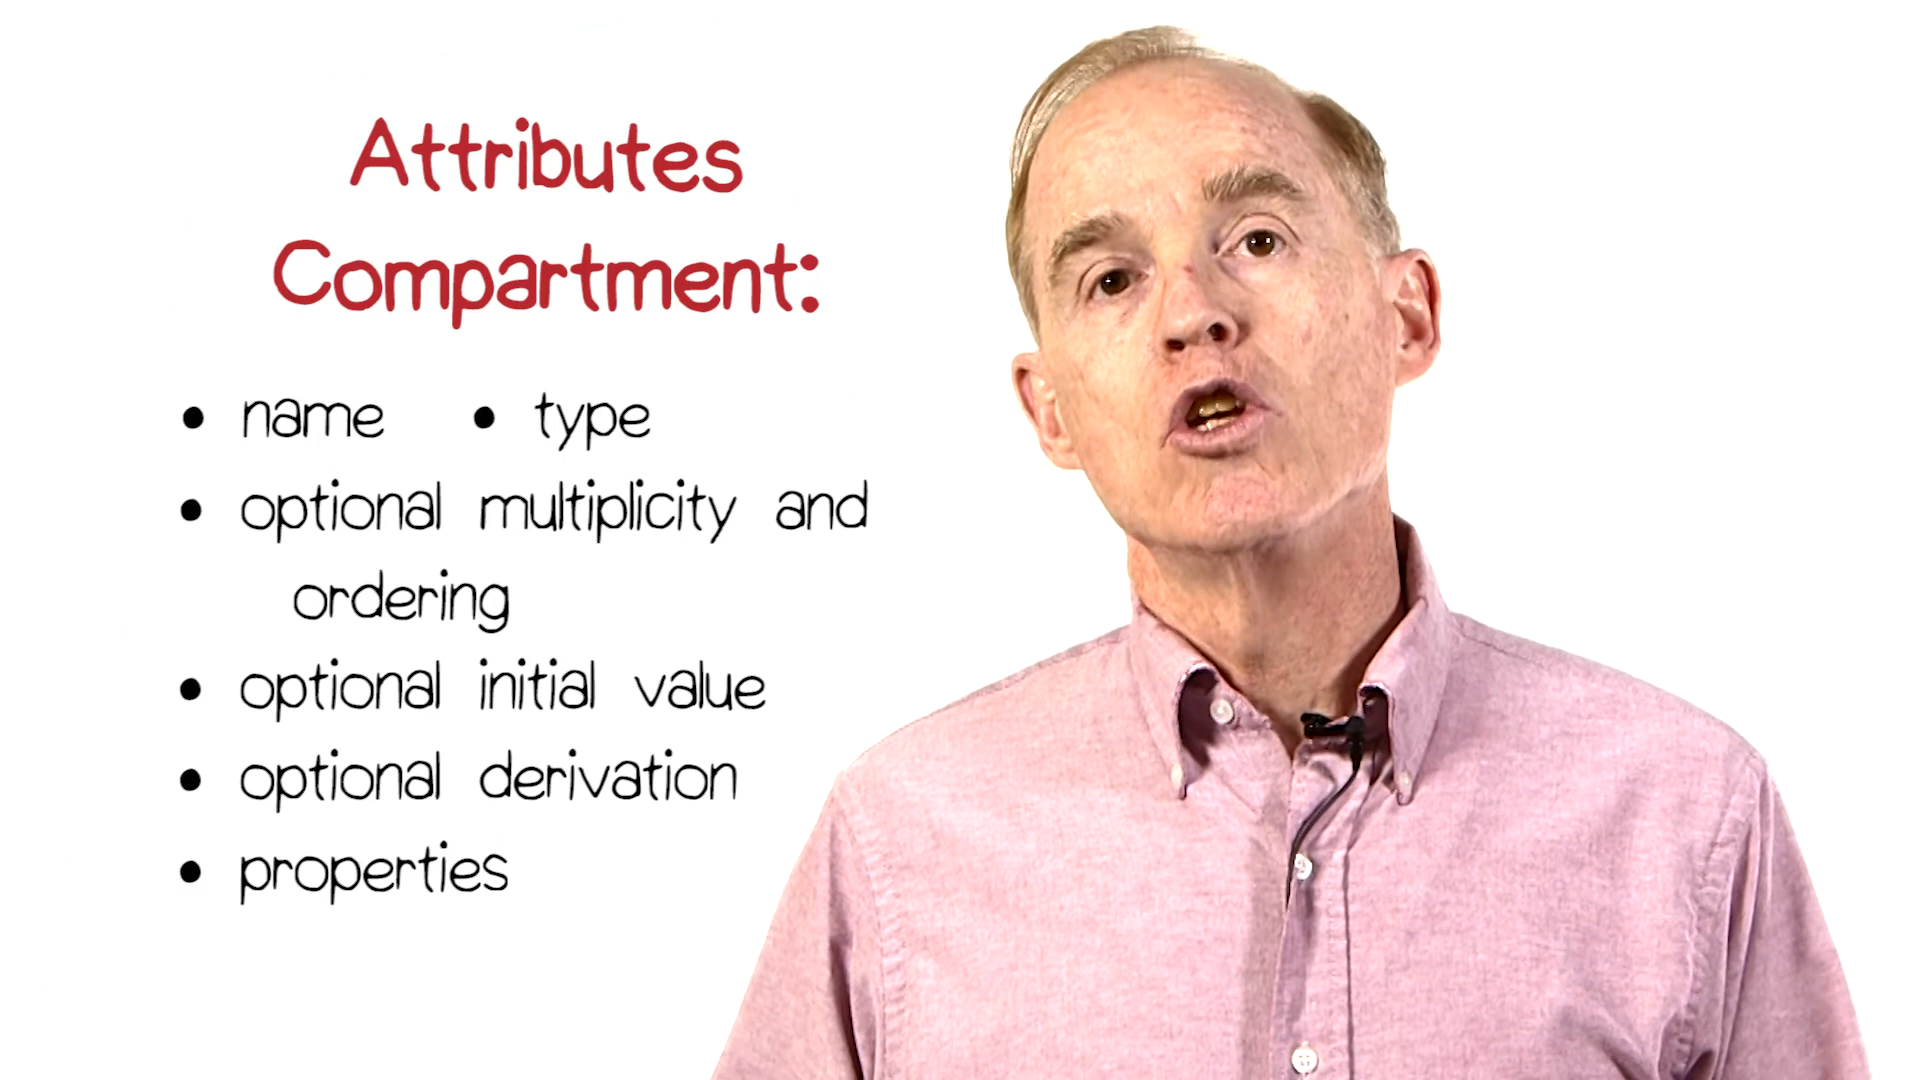 Attributes
Compartment:
• name • type
• optional multiplicity and
ordering
• optional initial value
• optional derivation
• properties